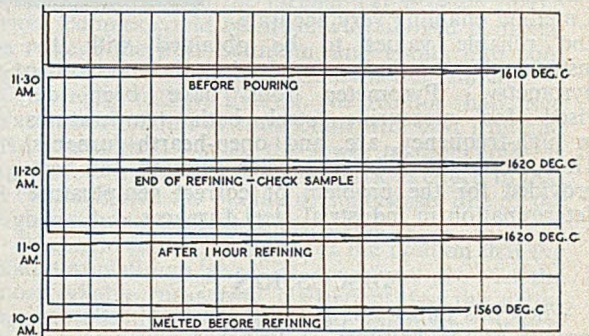 1610 DEG. C
11·30
AM.
BEFORE POURING
1620 DEG. C
11·20
AM.
END OF REFINING – CHECK SAMPLE
1620 DEG. C
11·0
AM.
AFTER 1 HOUR REFINING
1560 DEG. C
10·0
AM.
MELTED BEFORE REFINING